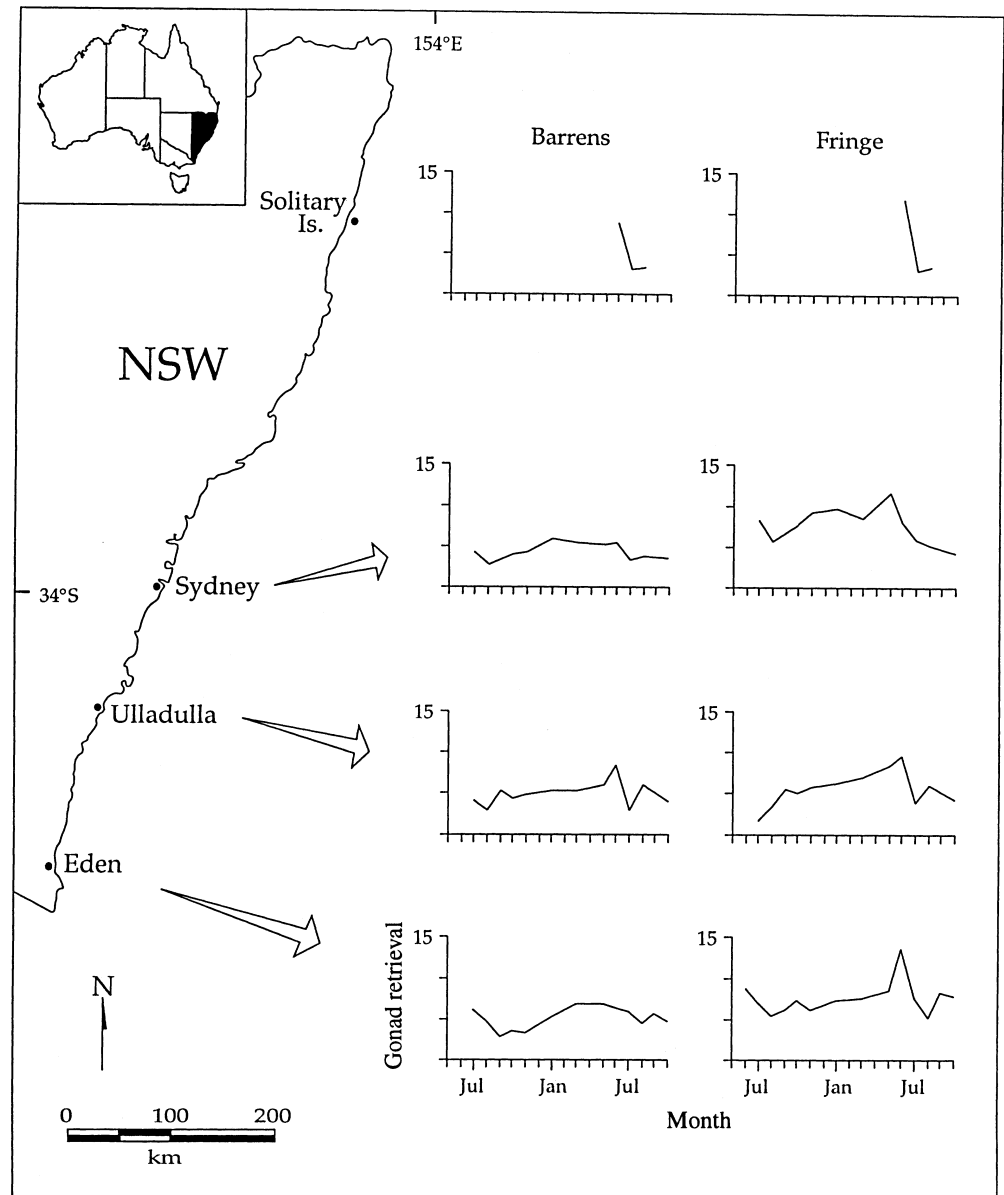 154°E
Barrens
Fringe
15
15
Solitary
Is.
NSW
15
15
34°S
Sydney
15
15
Ulladulla
Eden
15
15
Gonad retrieval
N
Jul
Jan
Jul
Jul
Jan
Jul
Month
0
100
200
km